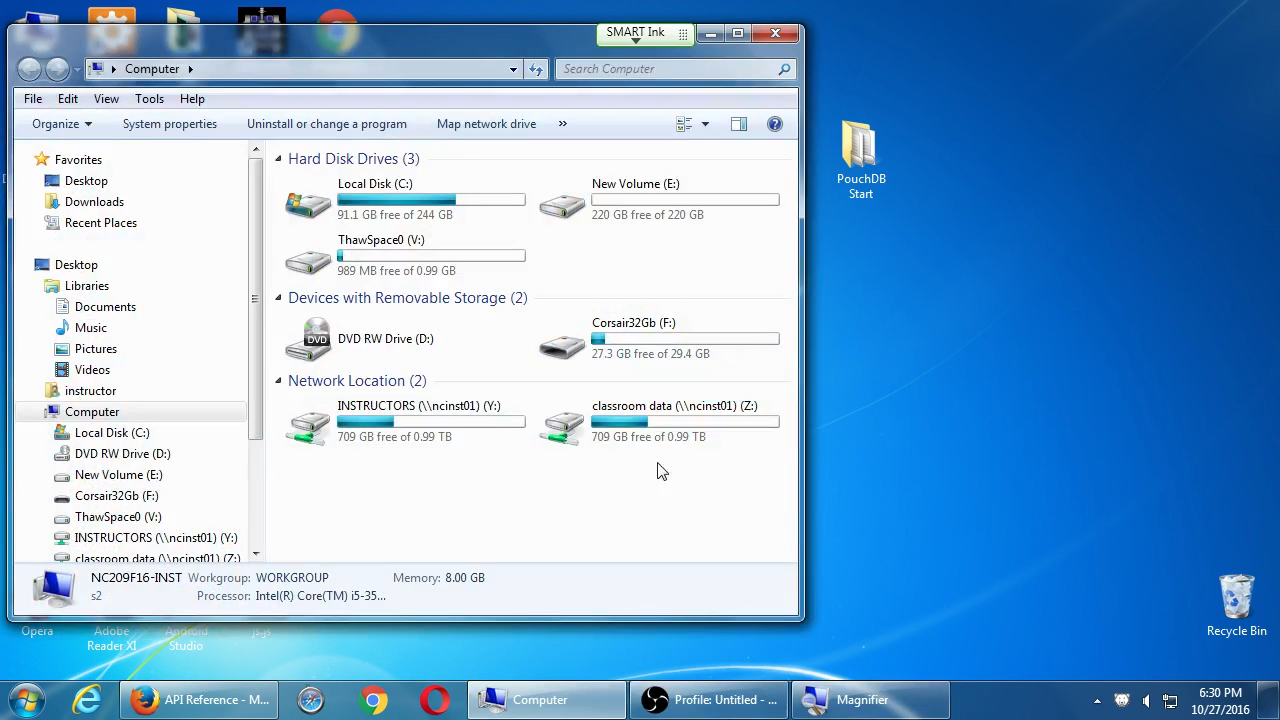 SMART Ink
Computer
Search Computer
File Edit View Tools Help
Organize System properties Uninstall or change a program Map network drive »
Favorites
Desktop
Downloads
Recent Places
Desktop
Libraries
Documents
Music
Pictures
Videos
instructor
Computer
Local Disk (C:)
DVD RW Drive (D:)
New Volume (E:)
Corsair32Gb (F:)
ThawSpace0 (V:)
INSTRUCTORS (\\ncinst01) (Y:)
classroom data (\\ncinst01) (Z:)
Hard Disk Drives (3)
Local Disk (C:)
91.1 GB free of 244 GB
New Volume (E:)
220 GB free of 220 GB
ThawSpace0 (V:)
989 MB free of 0.99 GB
Devices with Removable Storage (2)
DVD
DVD RW Drive (D:)
Corsair32Gb (F:)
27.3 GB free of 29.4 GB
Network Location (2)
INSTRUCTORS (\\ncinst01) (Y:)
709 GB free of 0.99 TB
classroom data (\\ncinst01) (Z:)
709 GB free of 0.99 TB
NC209F16-INST Workgroup: WORKGROUP Memory: 8.00 GB
s2 Processor: Intel(R) Core(TM) i5-35...
PouchDB
Start
Recycle Bin
Opera
Adobe
Reader XI
Android
Studio
js.js
API Reference - M...
Computer
Profile: Untitled - ...
Magnifier
6:30 PM
10/27/2016